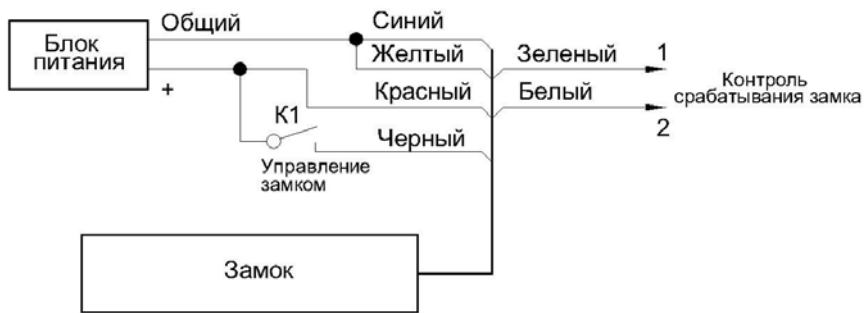 Общий
Синий
Блок
питания
Желтый
Зеленый
1
+
Красный
Белый
Контроль
срабатывания замка
2
К1
Черный
Управление
замком
Замок